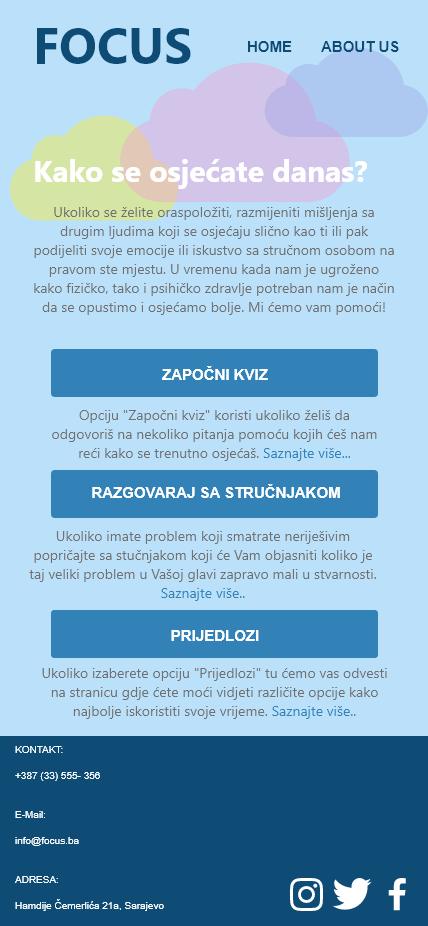 FOCUS
HOME
ABOUT US
Kako se osjećate danas?
Ukoliko se želite oraspoložiti, razmijeniti mišljenja sa
drugim ljudima koji se osjećaju slično kao ti ili pak
podijeliti svoje emocije ili iskustvo sa stručnom osobom na
pravom ste mjestu. U vremenu kada nam je ugroženo
kako fizičko, tako i psihičko zdravlje potreban nam je način
da se opustimo i osjećamo bolje. Mi ćemo vam pomoći!
ZAPOČNI KVIZ
Opciju "Započni kviz" koristi ukoliko želiš da
odgovoriš na nekoliko pitanja pomoću kojih ćeš nam
reći kako se trenutno osjećaš. Saznajte više...
RAZGOVARAJ SA STRUČNJAKOM
Ukoliko imate problem koji smatrate neriješivim
popričajte sa stučnjakom koji će Vam objasniti koliko je
taj veliki problem u Vašoj glavi zapravo mali u stvarnosti.
Saznajte više..
PRIJEDLOZI
Ukoliko izaberete opciju "Prijedlozi" tu ćemo vas odvesti
na stranicu gdje ćete moći vidjeti različite opcije kako
najbolje iskoristiti svoje vrijeme. Saznajte više..
KONTAKT:
+387 (33) 555- 356
E-Mail:
info@focus.ba
ADRESA:
Hamdije Čemerlića 21a, Sarajevo